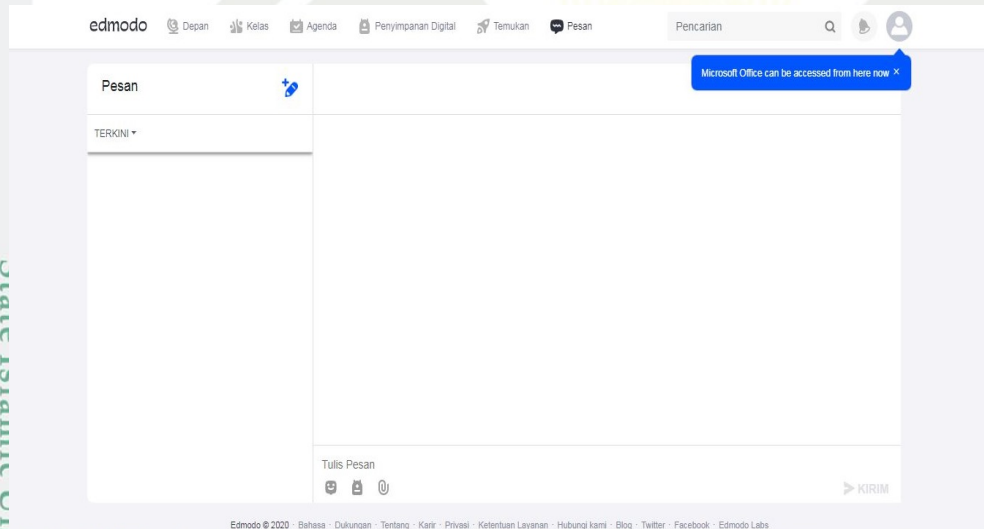 edmodo Depan Kelas Agenda Penyimpanan Digital Temukan Pesan Pencarian
Microsoft Office can be accessed from here now ×
Pesan
TERKINI
Tulis Pesan
KIRIM
Edmodo © 2020 · Bahasa · Dukungan · Tentang · Karir · Privasi · Ketentuan Layanan · Hubungi kami · Blog · Twitter · Facebook · Edmodo Labs
State Islamic